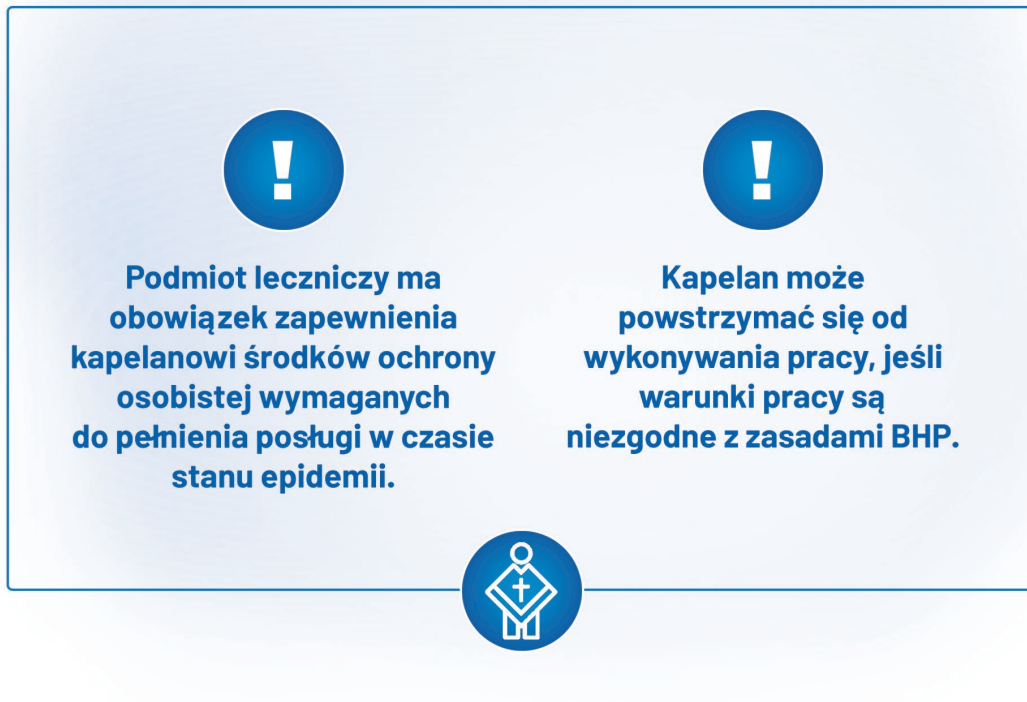 !
Podmiot leczniczy ma
obowiązek zapewnienia
kapelanowi środków ochrony
osobistej wymaganych
do pełnienia posługi w czasie
stanu epidemii.
!
Kapelan może
powstrzymać się od
wykonywania pracy, jeśli
warunki pracy są
niezgodne z zasadami BHP.